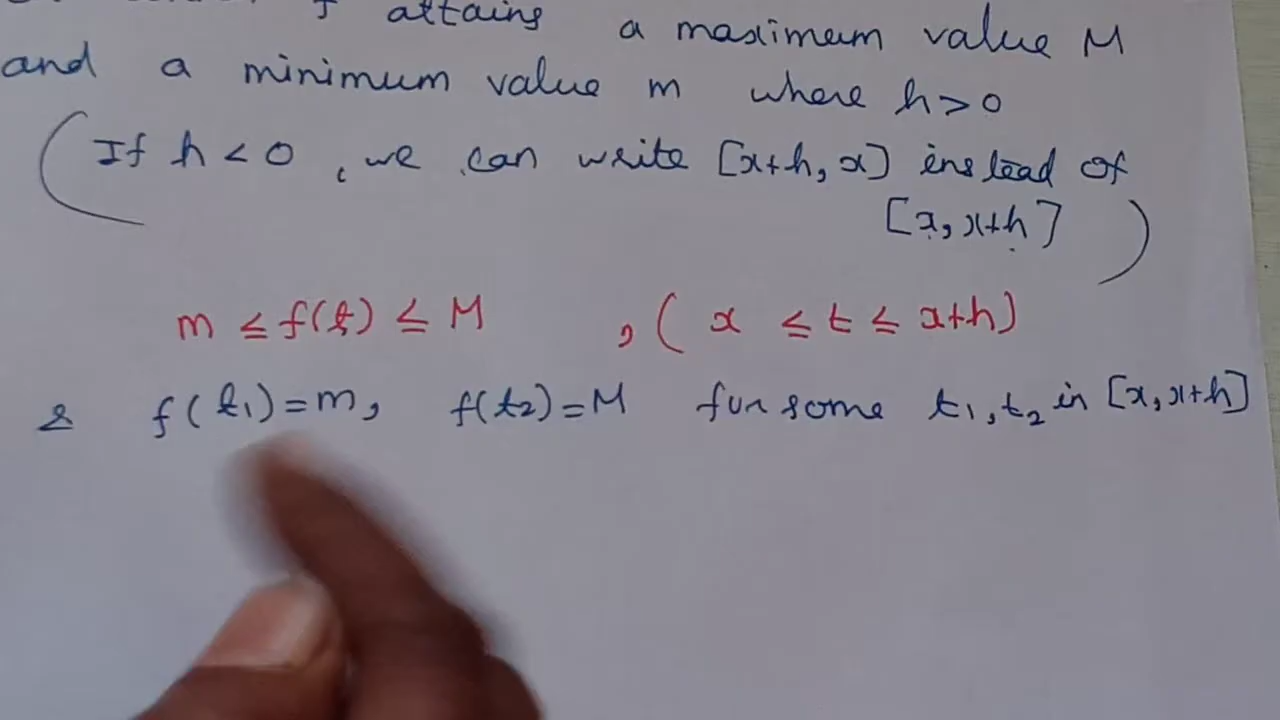 f attains a maximum value M
and a minimum value m where h>0
(If h<0, we can write [x+h, x] instead of
[x, x+h])
m ≤ f(t) ≤ M , (x ≤ t ≤ x+h)
& f(t₁)=m, f(t₂)=M for some t₁, t₂ in [x, x+h]